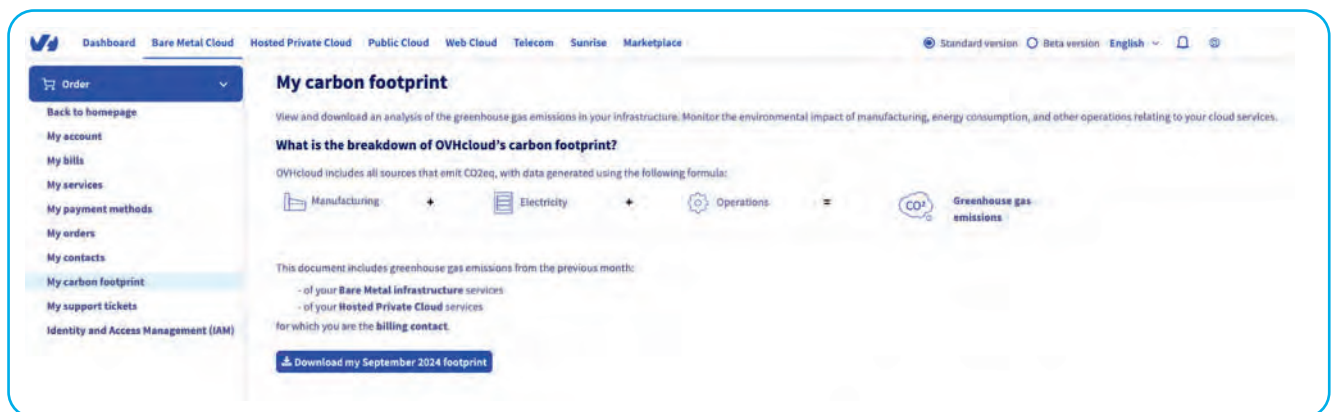 Dashboard Bare Metal Cloud Hosted Private Cloud Public Cloud Web Cloud Telecom Sunrise Marketplace Standard version Beta version English
Order
Back to homepage
My account
My bills
My services
My payment methods
My orders
My contacts
My carbon footprint
My support tickets
Identity and Access Management (IAM)
My carbon footprint
View and download an analysis of the greenhouse gas emissions in your infrastructure. Monitor the environmental impact of manufacturing, energy consumption, and other operations relating to your cloud services.
What is the breakdown of OVHcloud's carbon footprint?
OVHcloud includes all sources that emit CO2eq, with data generated using the following formula:
Manufacturing + Electricity + Operations = CO² Greenhouse gas
emissions
This document includes greenhouse gas emissions from the previous month:
- of your Bare Metal infrastructure services
- of your Hosted Private Cloud services
for which you are the billing contact.
Download my September 2024 footprint